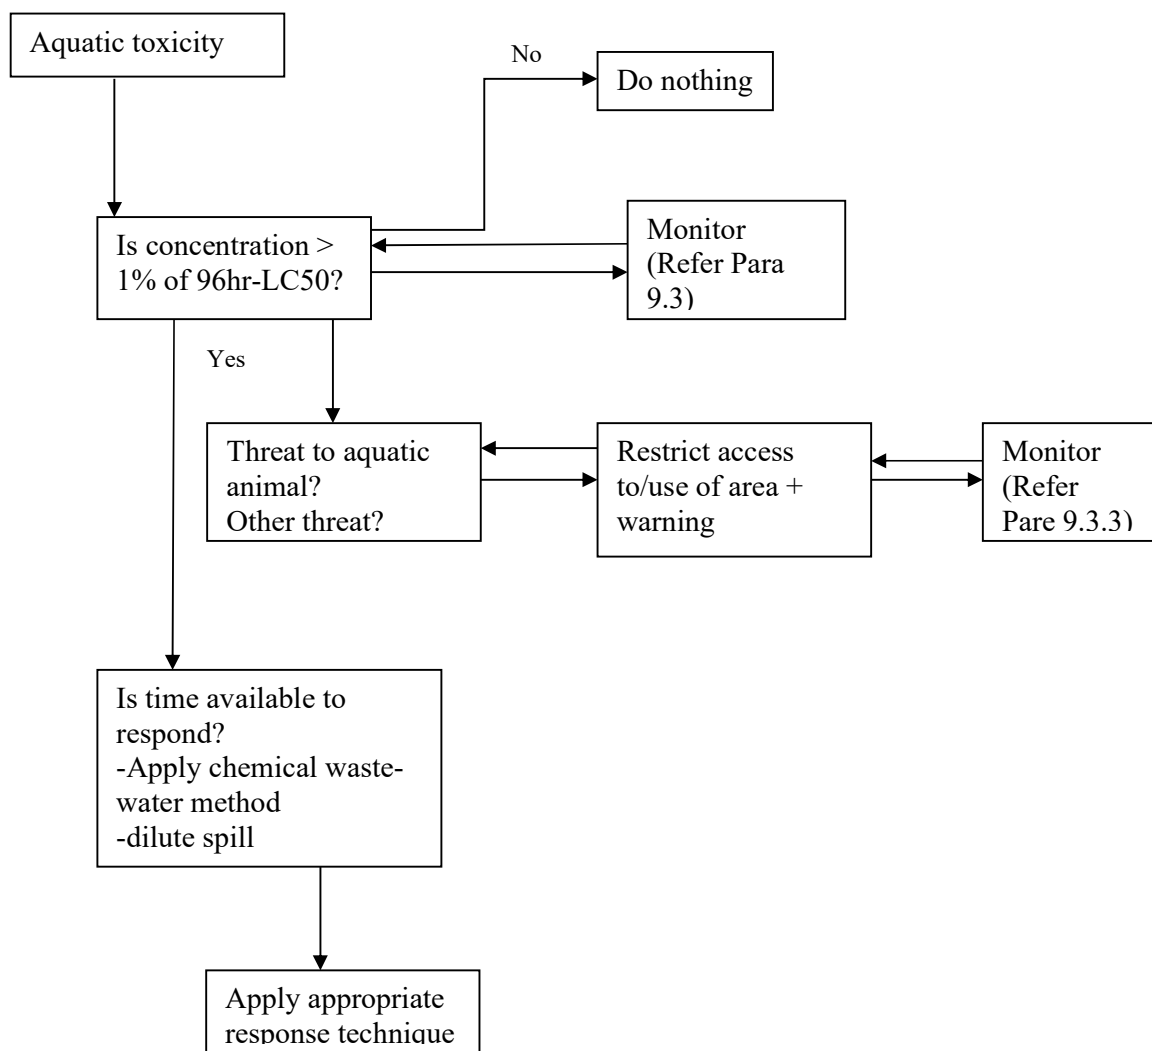 Aquatic toxicity
No
Do nothing
Is concentration >
1% of 96hr-LC50?
Monitor
(Refer Para
9.3)
Yes
Threat to aquatic
animal?
Other threat?
Restrict access
to/use of area +
warning
Monitor
(Refer
Pare 9.3.3)
Is time available to
respond?
-Apply chemical waste-
water method
-dilute spill
Apply appropriate
response technique